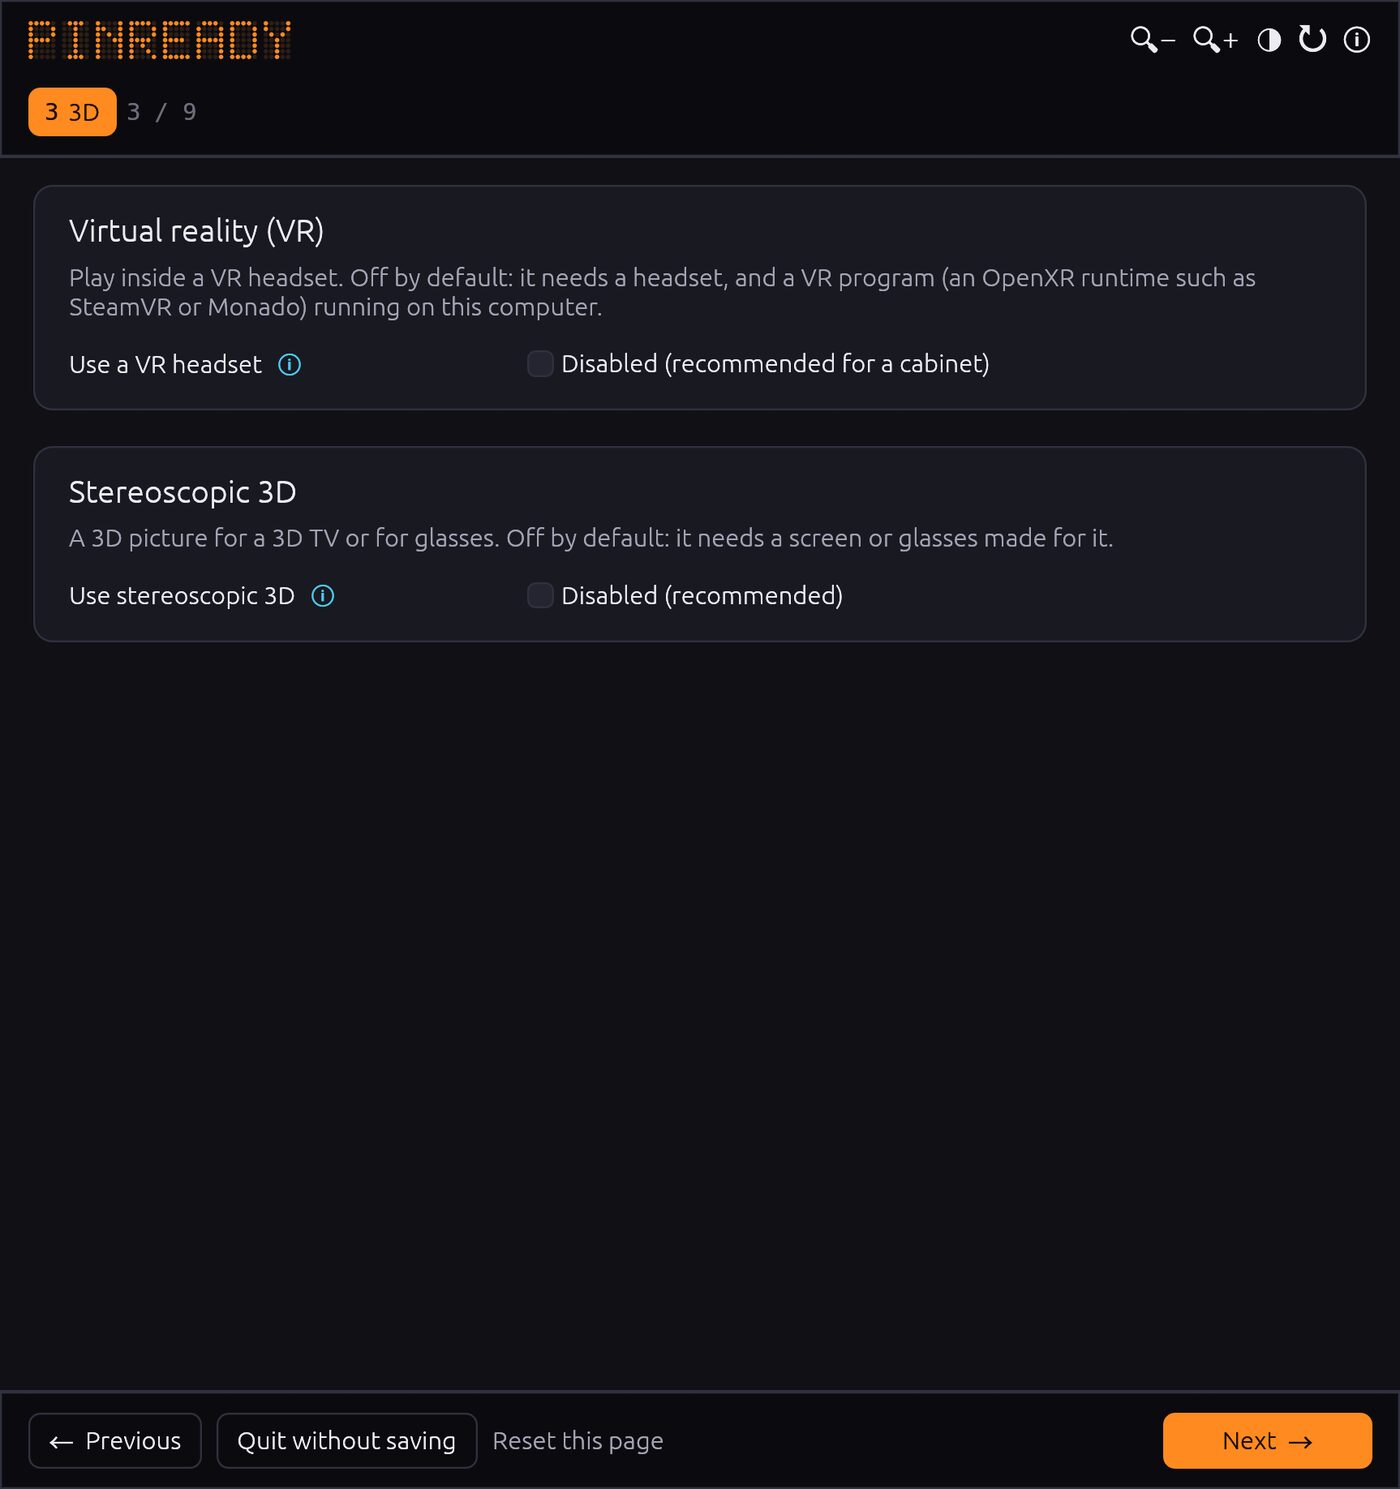 PINREADY
3 3D 3 / 9
Virtual reality (VR)
Play inside a VR headset. Off by default: it needs a headset, and a VR program (an OpenXR runtime such as
SteamVR or Monado) running on this computer.
Use a VR headset Disabled (recommended for a cabinet)
Stereoscopic 3D
A 3D picture for a 3D TV or for glasses. Off by default: it needs a screen or glasses made for it.
Use stereoscopic 3D Disabled (recommended)
← Previous Quit without saving Reset this page Next →